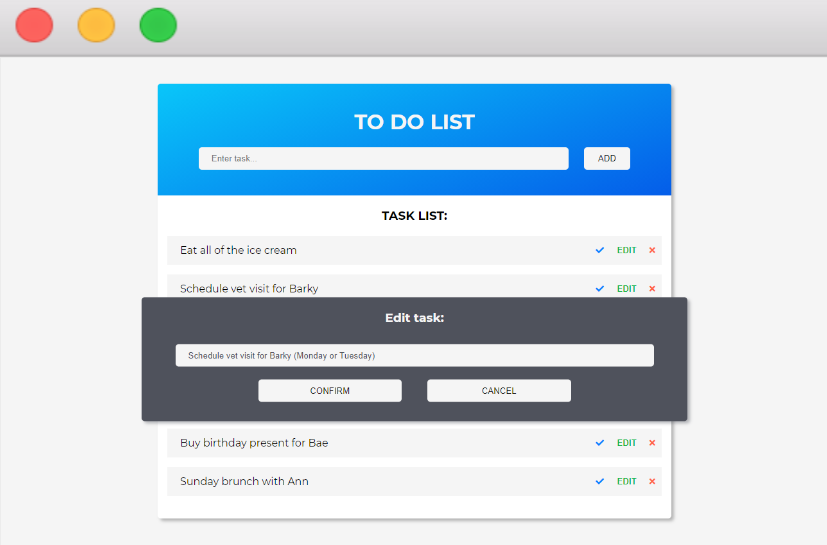 TO DO LIST
Enter task...
ADD
TASK LIST:
Eat all of the ice cream
EDIT
Schedule vet visit for Barky
EDIT
Edit task:
Schedule vet visit for Barky (Monday or Tuesday)
CONFIRM
CANCEL
Buy birthday present for Bae
EDIT
Sunday brunch with Ann
EDIT